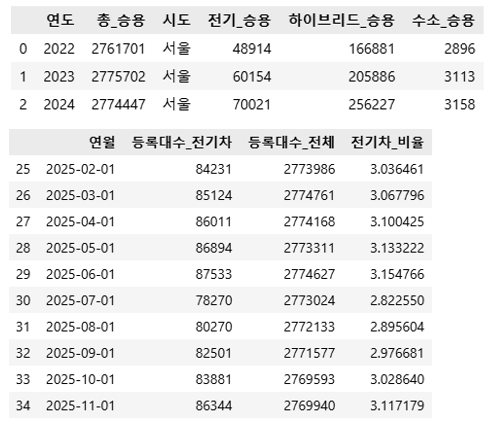 연도 총_승용 시도 전기_승용 하이브리드_승용 수소_승용
0 2022 2761701 서울 48914 166881 2896
1 2023 2775702 서울 60154 205886 3113
2 2024 2774447 서울 70021 256227 3158
연월 등록대수_전기차 등록대수_전체 전기차_비율
25 2025-02-01 84231 2773986 3.036461
26 2025-03-01 85124 2774761 3.067796
27 2025-04-01 86011 2774168 3.100425
28 2025-05-01 86894 2773311 3.133222
29 2025-06-01 87533 2774627 3.154766
30 2025-07-01 78270 2773024 2.822550
31 2025-08-01 80270 2772133 2.895604
32 2025-09-01 82501 2771577 2.976681
33 2025-10-01 83881 2769593 3.028640
34 2025-11-01 86344 2769940 3.117179